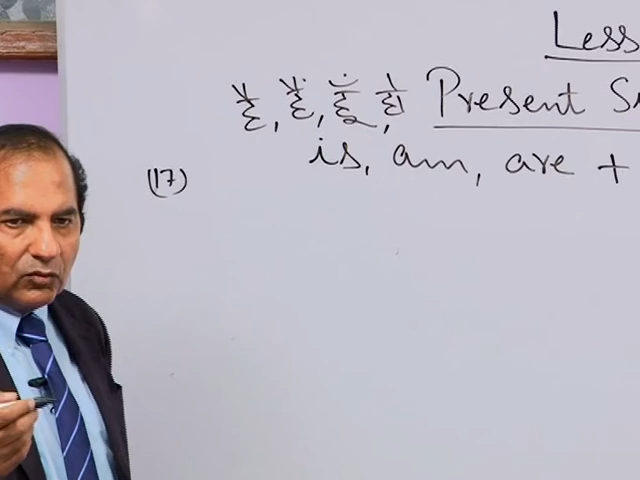 Less
है, हैं, हूँ, हो Present S
(17) is, am, are +